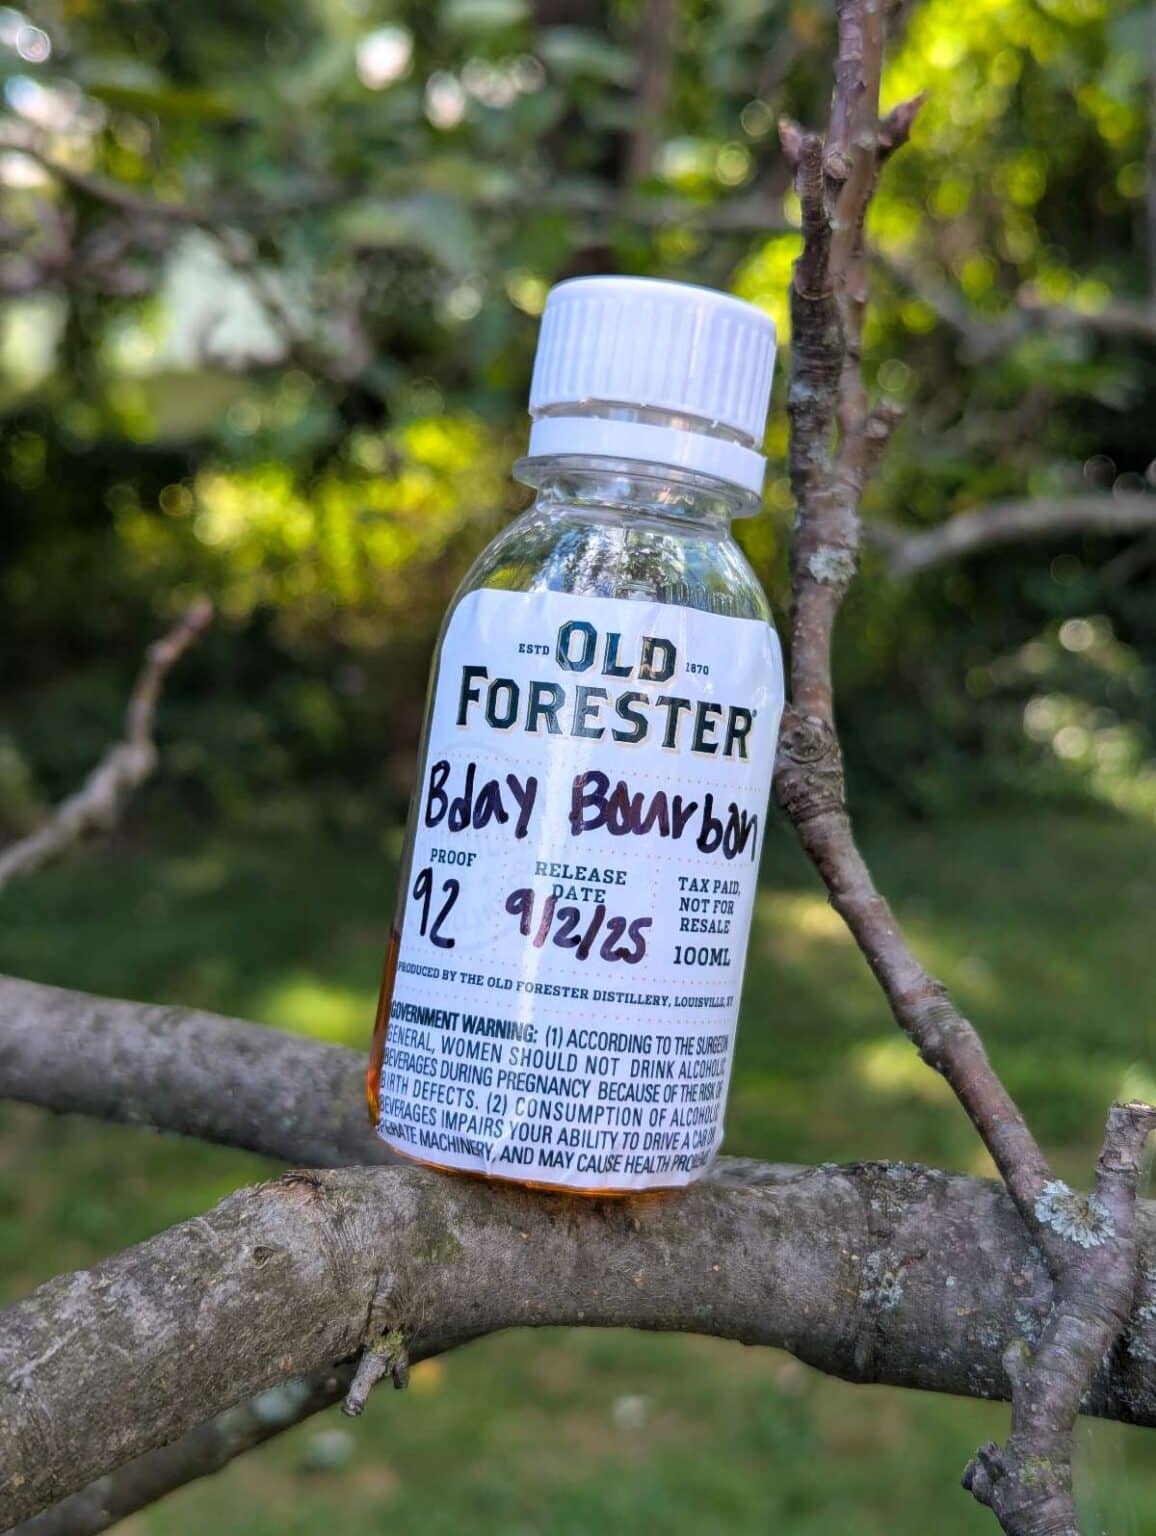 ESTD OLD 1870
FORESTER
Bday Bourbon
PROOF
92
RELEASE
DATE
9/2/25
TAX PAID,
NOT FOR
RESALE
100ML
PRODUCED BY THE OLD FORESTER DISTILLERY, LOUISVILLE, KY
GOVERNMENT WARNING: (1) ACCORDING TO THE SURGEON
GENERAL, WOMEN SHOULD NOT DRINK ALCOHOLIC
BEVERAGES DURING PREGNANCY BECAUSE OF THE RISK OF
BIRTH DEFECTS. (2) CONSUMPTION OF ALCOHOLIC
BEVERAGES IMPAIRS YOUR ABILITY TO DRIVE A CAR OR
OPERATE MACHINERY, AND MAY CAUSE HEALTH